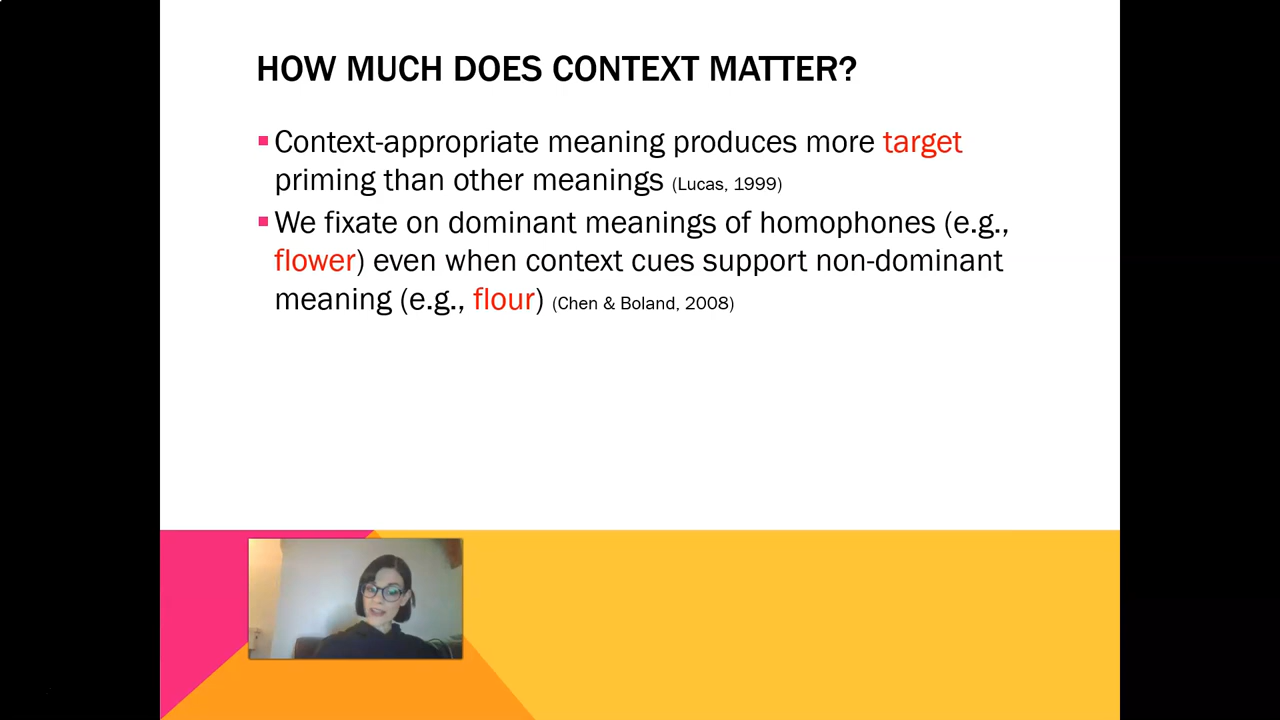 HOW MUCH DOES CONTEXT MATTER?
Context-appropriate meaning produces more target
priming than other meanings (Lucas, 1999)
We fixate on dominant meanings of homophones (e.g.,
flower) even when context cues support non-dominant
meaning (e.g., flour) (Chen & Boland, 2008)